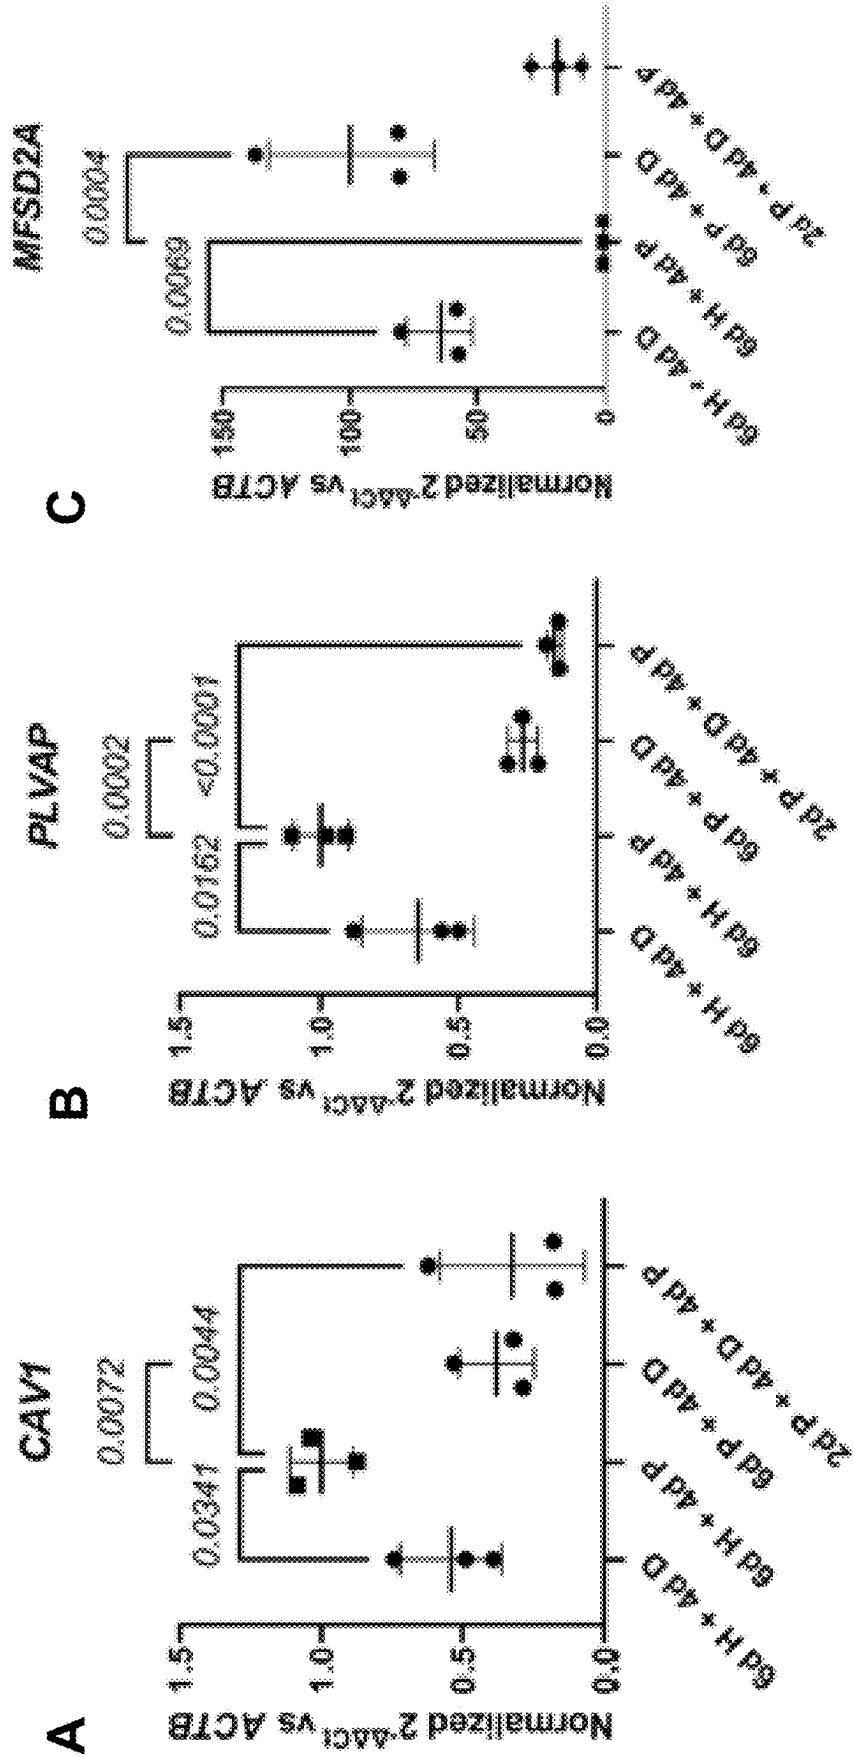 A
CAV1
0.0072
0.0341
0.0044
1.5
1.0
0.5
0.0
Normalized 2^-ΔΔCt vs ACTB
6d H + 4d D
6d H + 4d P
6d P + 4d D
2d P + 4d D + 4d P
B
PLVAP
0.0002
0.0162
<0.0001
1.5
1.0
0.5
0.0
Normalized 2^-ΔΔCt vs ACTB
6d H + 4d D
6d H + 4d P
6d P + 4d D
2d P + 4d D + 4d P
C
MFSD2A
0.0004
0.0069
150
100
50
0
Normalized 2^-ΔΔCt vs ACTB
6d H + 4d D
6d H + 4d P
6d P + 4d D
2d P + 4d D + 4d P